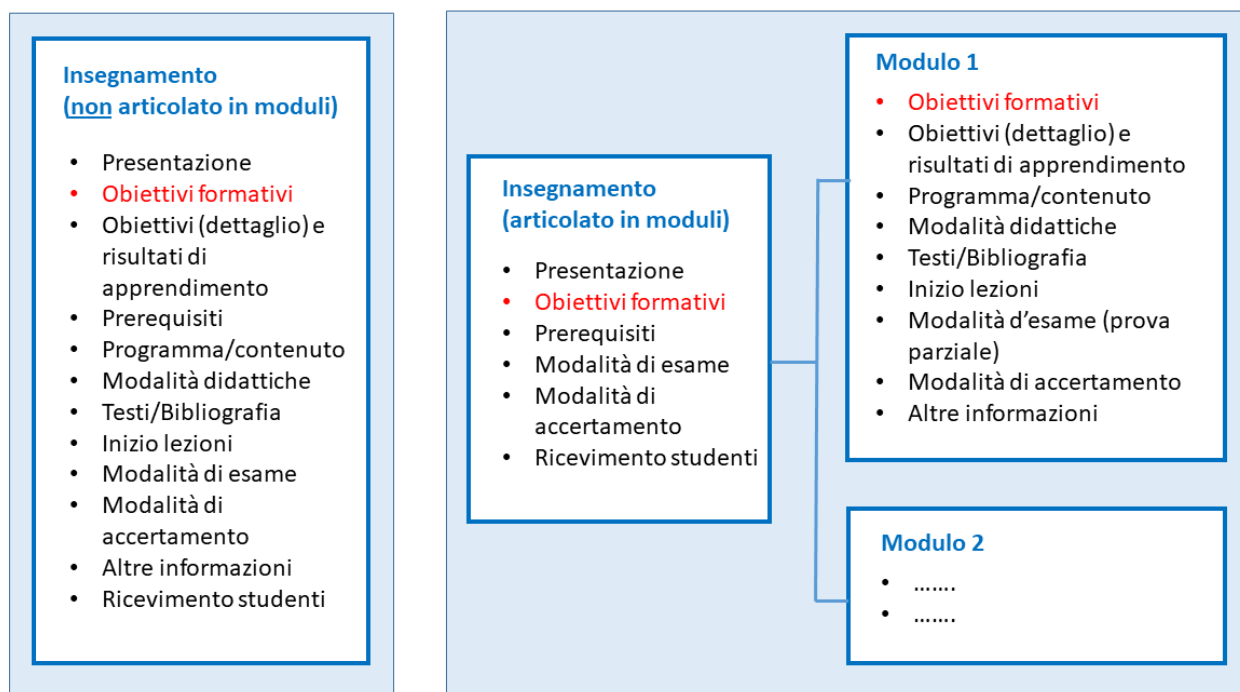 Insegnamento
(non articolato in moduli)
• Presentazione
• Obiettivi formativi
• Obiettivi (dettaglio) e
risultati di
apprendimento
• Prerequisiti
• Programma/contenuto
• Modalità didattiche
• Testi/Bibliografia
• Inizio lezioni
• Modalità di esame
• Modalità di
accertamento
• Altre informazioni
• Ricevimento studenti
Insegnamento
(articolato in moduli)
• Presentazione
• Obiettivi formativi
• Prerequisiti
• Modalità di esame
• Modalità di
accertamento
• Ricevimento studenti
Modulo 1
• Obiettivi formativi
• Obiettivi (dettaglio) e
risultati di apprendimento
• Programma/contenuto
• Modalità didattiche
• Testi/Bibliografia
• Inizio lezioni
• Modalità d'esame (prova
parziale)
• Modalità di accertamento
• Altre informazioni
Modulo 2
• .......
• .......